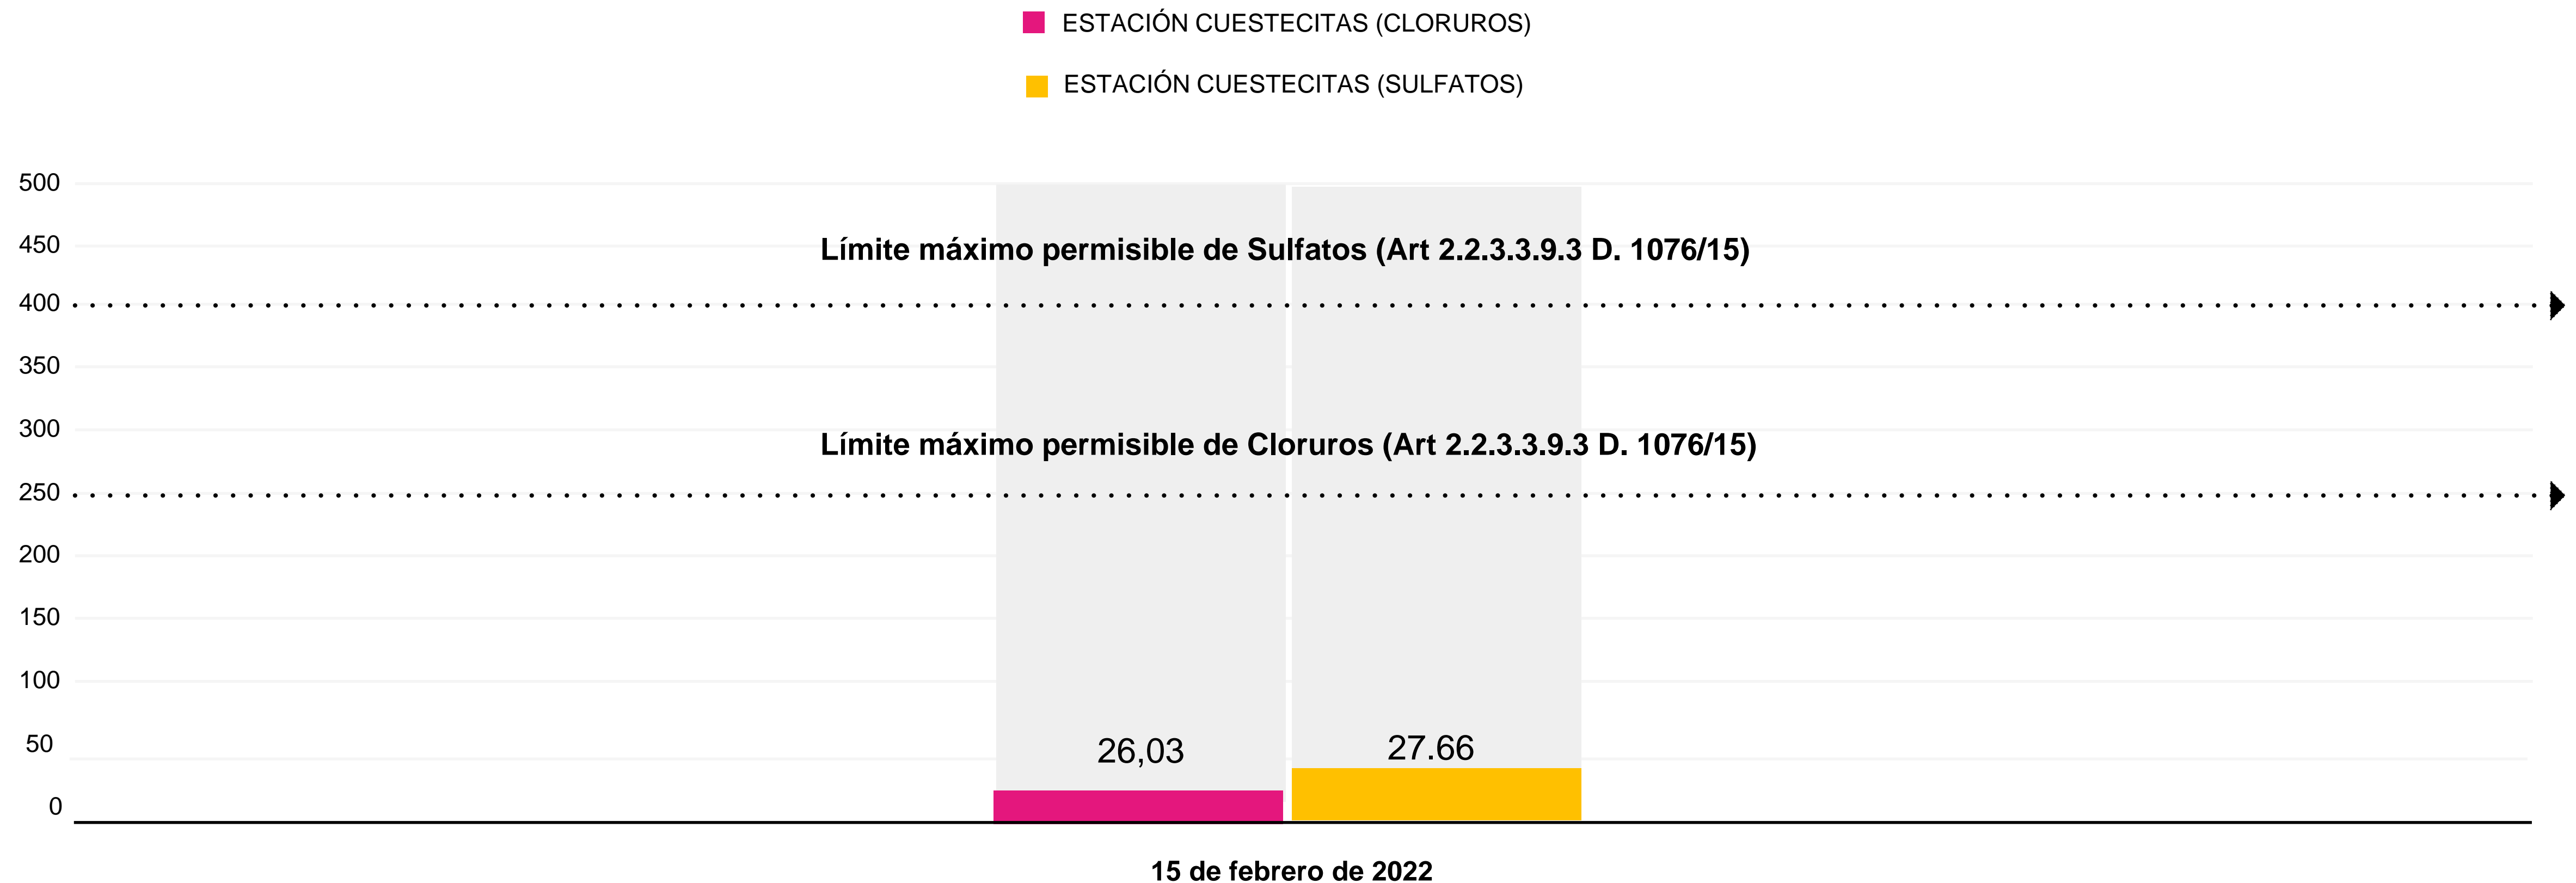 ESTACIÓN CUESTECITAS (CLORUROS)
ESTACIÓN CUESTECITAS (SULFATOS)
500
450
Límite máximo permisible de Sulfatos (Art 2.2.3.3.9.3 D. 1076/15)
400
350
300
Límite máximo permisible de Cloruros (Art 2.2.3.3.9.3 D. 1076/15)
250
200
150
100
50
26,03
27.66
0
15 de febrero de 2022